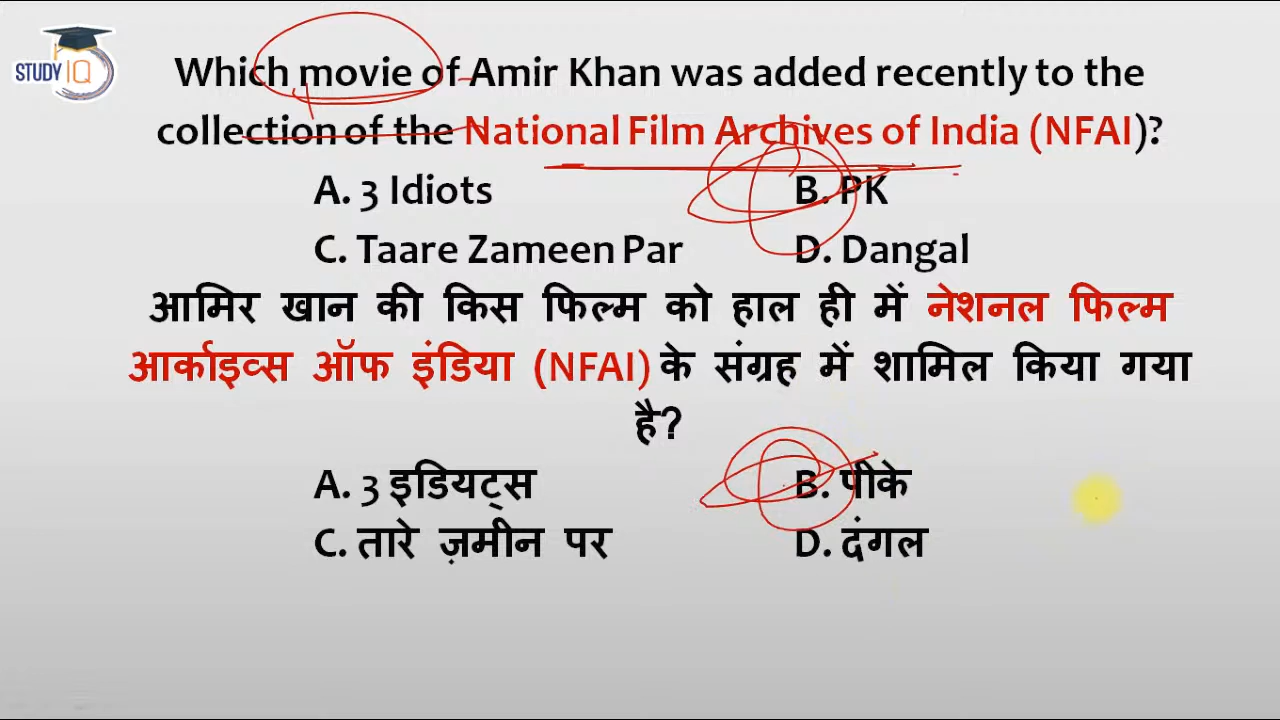 STUDY IQ
Which movie of Amir Khan was added recently to the
collection of the National Film Archives of India (NFAI)?
A. 3 Idiots B. PK
C. Taare Zameen Par D. Dangal
आमिर खान की किस फिल्म को हाल ही में नेशनल फिल्म
आर्काइव्स ऑफ इंडिया (NFAI) के संग्रह में शामिल किया गया
है?
A. 3 इडियट्स B. पीके
C. तारे ज़मीन पर D. दंगल